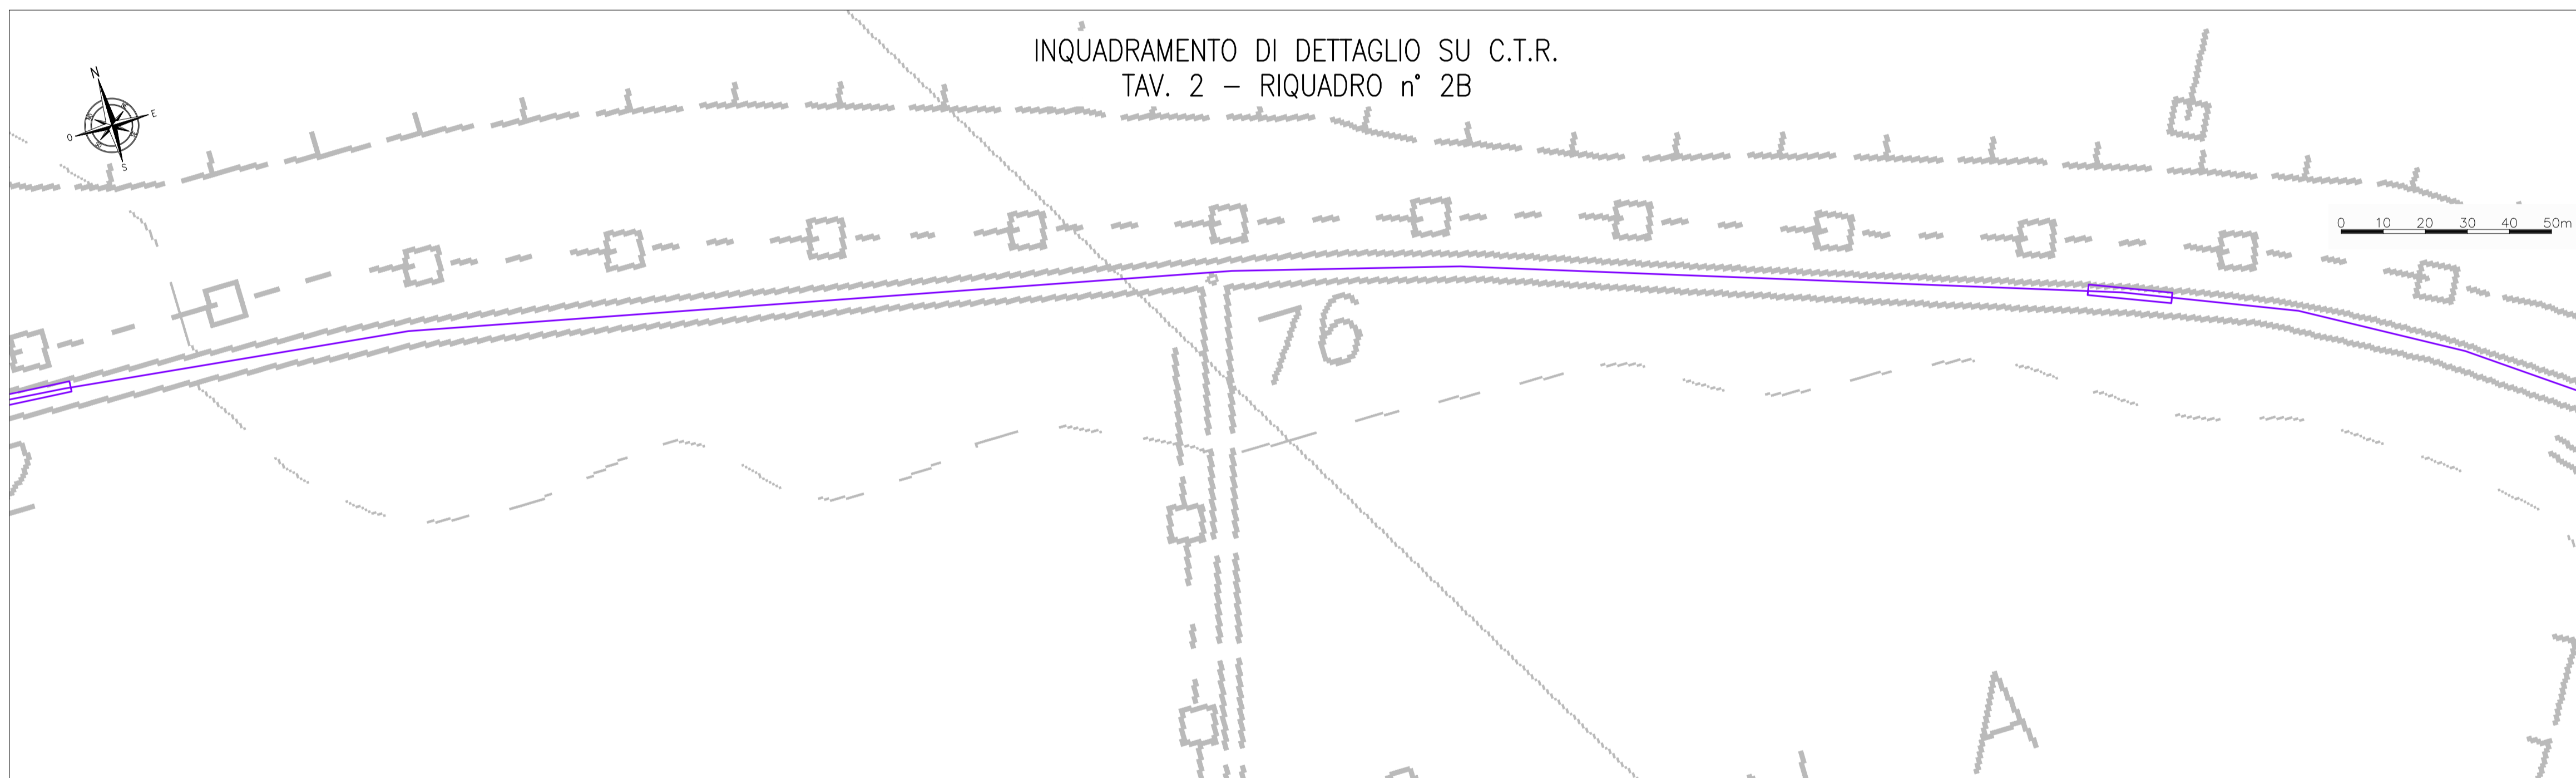 INQUADRAMENTO DI DETTAGLIO SU C.T.R.
TAV. 2 – RIQUADRO n° 2B
N
E
O
S
0 10 20 30 40 50m
76
A